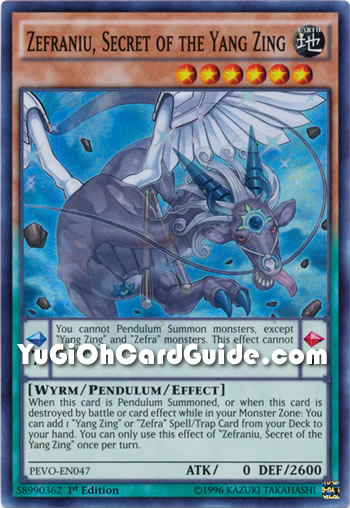 Zefraniu, Secret of the Yang Zing
EARTH
地
You cannot Pendulum Summon monsters, except
"Yang Zing" and "Zefra" monsters. This effect cannot
YuGiOhCardGuide.com
[Wyrm/Pendulum/Effect]
When this card is Pendulum Summoned, or when this card is
destroyed by battle or card effect while in your Monster Zone: You
can add 1 "Yang Zing" or "Zefra" Spell/Trap Card from your Deck to
your hand. You can only use this effect of "Zefraniu, Secret of the
Yang Zing" once per turn.
PEVO-EN047
ATK/ 0 DEF/2600
58990362 1st Edition
©1996 KAZUKI TAKAHASHI